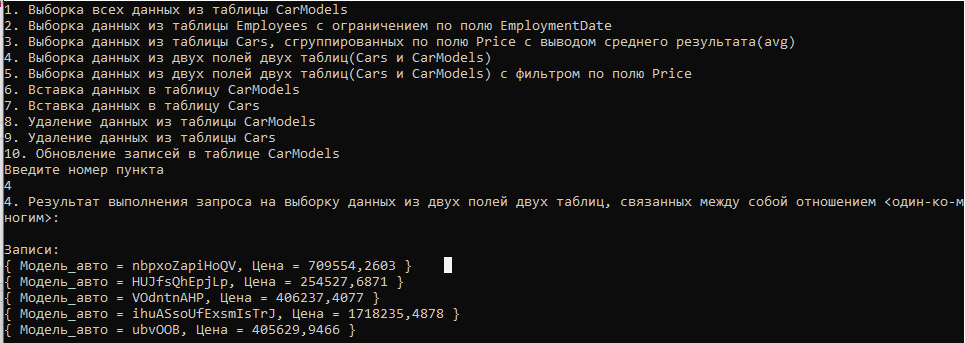 1. Выборка всех данных из таблицы CarModels
2. Выборка данных из таблицы Employees с ограничением по полю EmploymentDate
3. Выборка данных из таблицы Cars, сгруппированных по полю Price с выводом среднего результата(avg)
4. Выборка данных из двух полей двух таблиц(Cars и CarModels)
5. Выборка данных из двух полей двух таблиц(Cars и CarModels) с фильтром по полю Price
6. Вставка данных в таблицу CarModels
7. Вставка данных в таблицу Cars
8. Удаление данных из таблицы CarModels
9. Удаление данных из таблицы Cars
10. Обновление записей в таблице CarModels
Введите номер пункта
4
4. Результат выполнения запроса на выборку данных из двух полей двух таблиц, связанных между собой отношением <один-ко-м
ногим>:
Записи:
{ Модель_авто = nbpxoZapiHoQV, Цена = 709554,2603 }
{ Модель_авто = HUJfsQhEpjLp, Цена = 254527,6871 }
{ Модель_авто = VOdntnAHP, Цена = 406237,4077 }
{ Модель_авто = ihuASsoUfExsmIsTrJ, Цена = 1718235,4878 }
{ Модель_авто = ubvOOB, Цена = 405629,9466 }